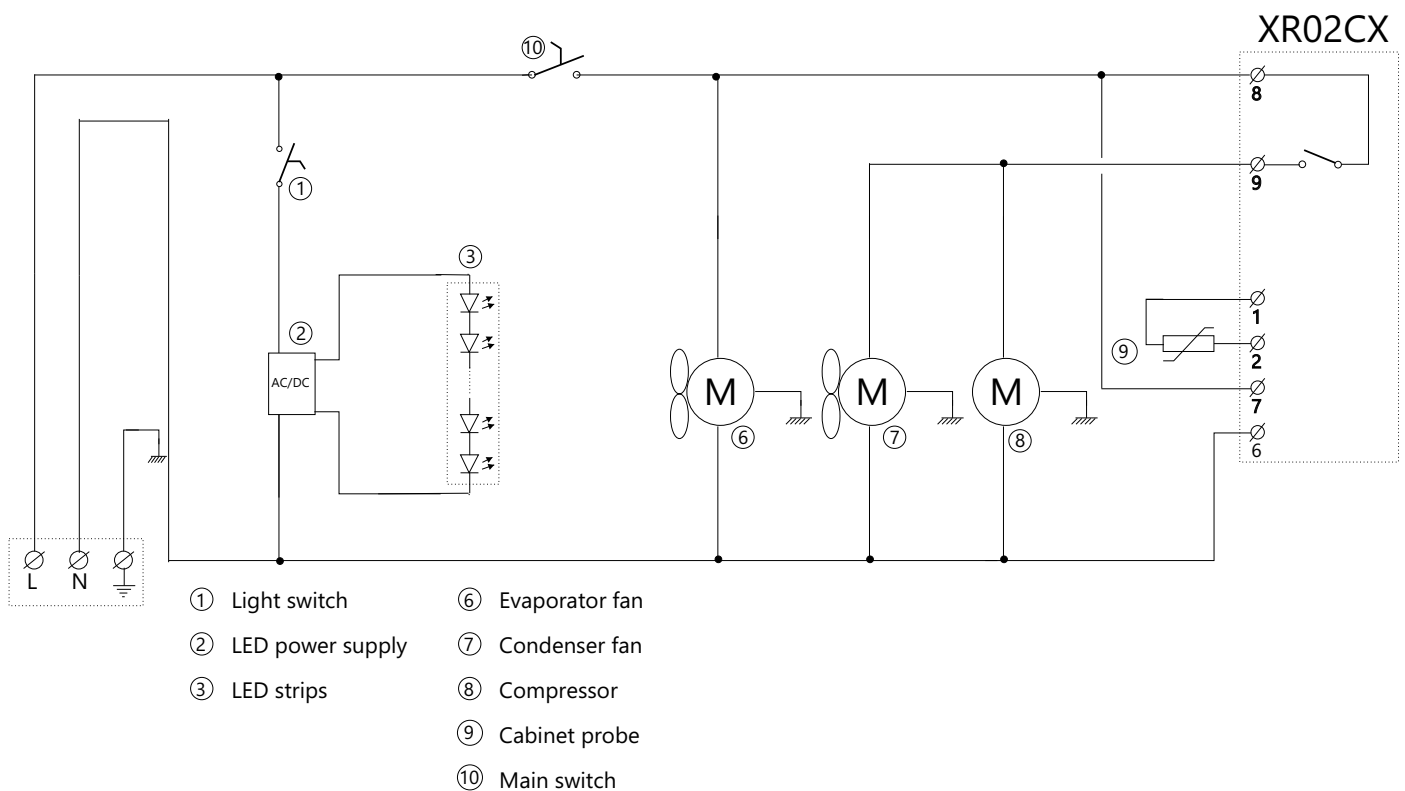 XR02CX
⑩
8
①
9
③
1
②
⑨
2
AC/DC
M
M
M
7
⑥
⑦
⑧
6
L N
① Light switch
② LED power supply
③ LED strips
⑥ Evaporator fan
⑦ Condenser fan
⑧ Compressor
⑨ Cabinet probe
⑩ Main switch